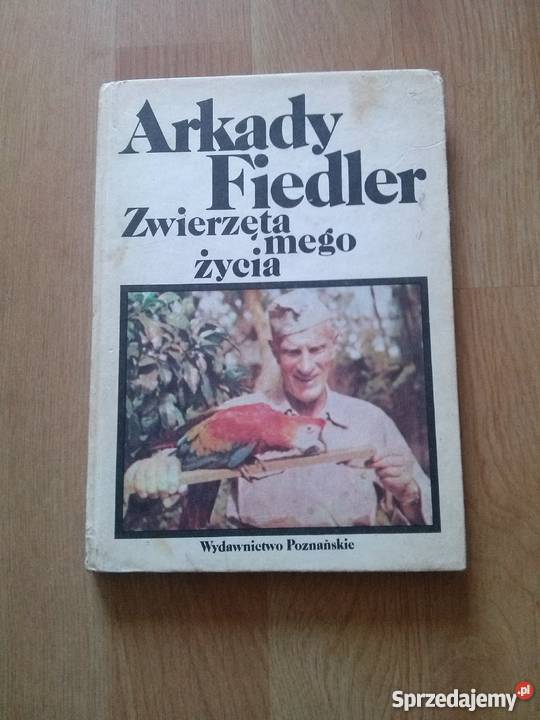 Arkady
Fiedler
Zwierzęta
mego
życia
Wydawnictwo Poznańskie
Sprzedajemy.pl